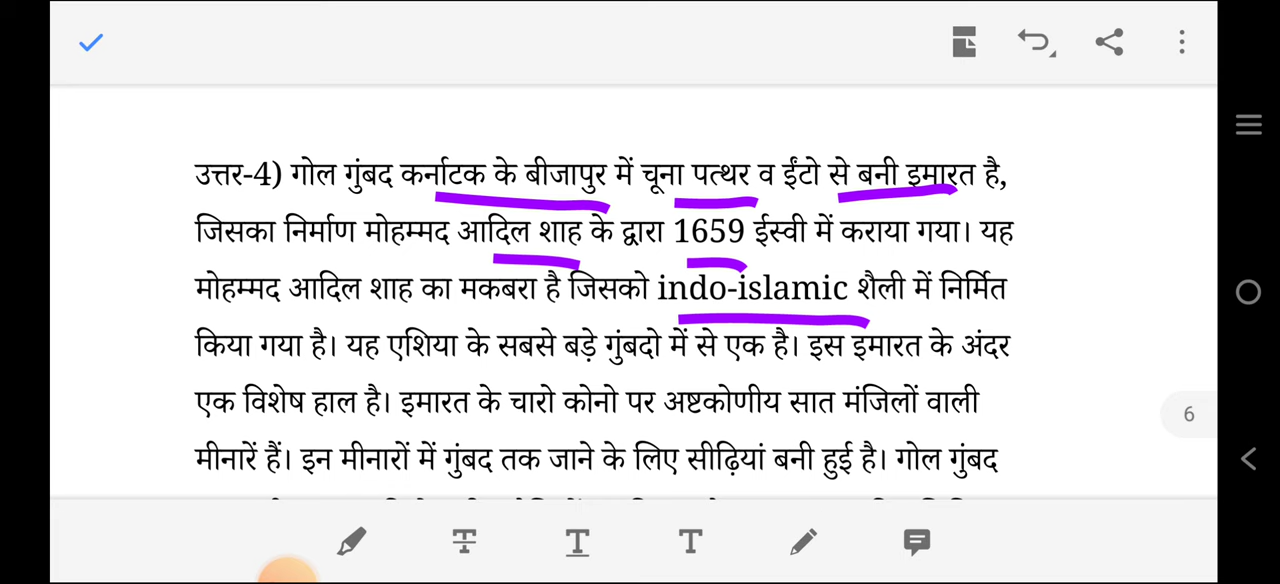 उत्तर-4) गोल गुंबद कर्नाटक के बीजापुर में चूना पत्थर व ईंटो से बनी इमारत है,
जिसका निर्माण मोहम्मद आदिल शाह के द्वारा 1659 ईस्वी में कराया गया। यह
मोहम्मद आदिल शाह का मकबरा है जिसको indo-islamic शैली में निर्मित
किया गया है। यह एशिया के सबसे बड़े गुंबदो में से एक है। इस इमारत के अंदर
एक विशेष हाल है। इमारत के चारो कोनो पर अष्टकोणीय सात मंजिलों वाली
6
मीनारें हैं। इन मीनारों में गुंबद तक जाने के लिए सीढ़ियां बनी हुई है। गोल गुंबद